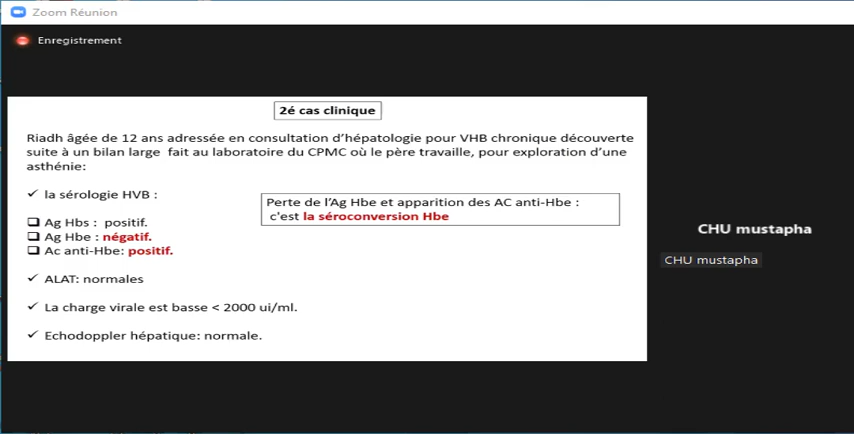 Zoom Réunion
Enregistrement
2é cas clinique
Riadh âgée de 12 ans adressée en consultation d'hépatologie pour VHB chronique découverte
suite à un bilan large fait au laboratoire du CPMC où le père travaille, pour exploration d'une
asthénie:
✓ la sérologie HVB :
Perte de l'Ag Hbe et apparition des AC anti-Hbe :
c'est la séroconversion Hbe
❑ Ag Hbs : positif.
❑ Ag Hbe : négatif.
❑ Ac anti-Hbe: positif.
✓ ALAT: normales
✓ La charge virale est basse < 2000 ui/ml.
✓ Echodoppler hépatique: normale.
CHU mustapha
CHU mustapha